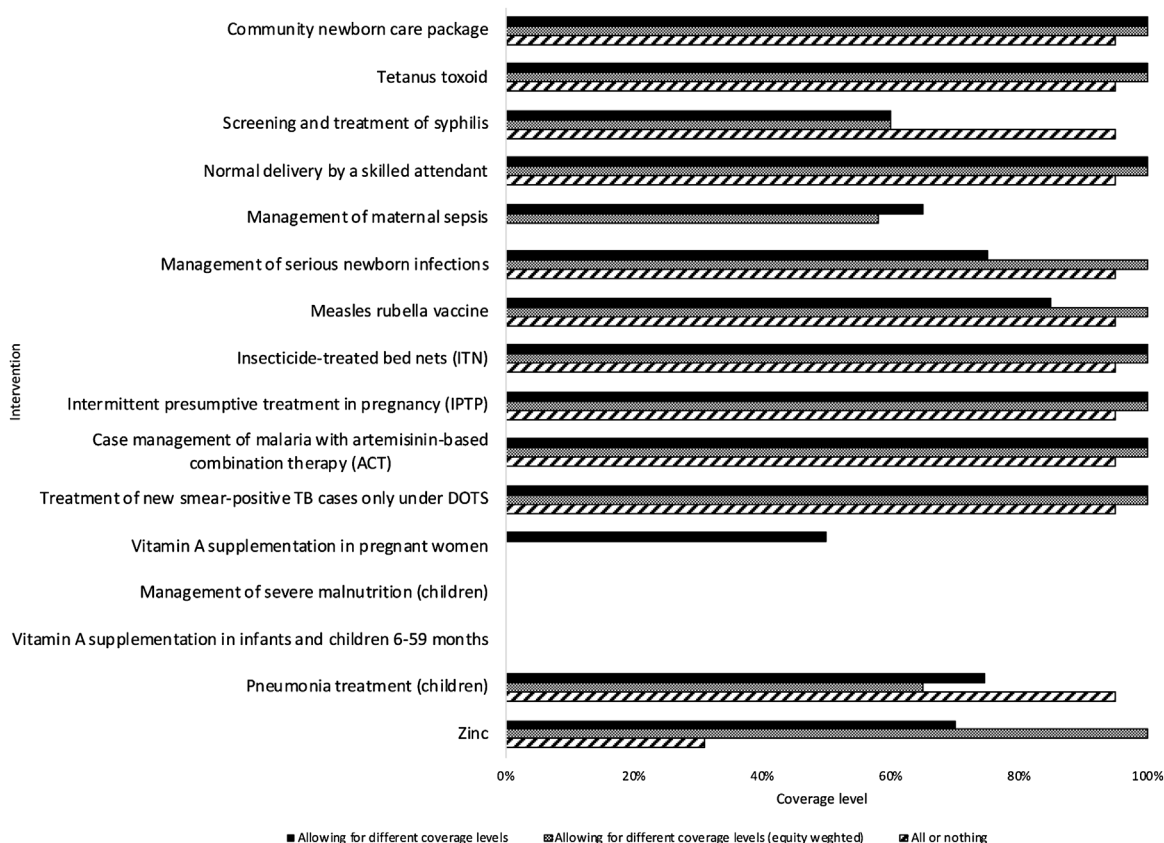 Community newborn care package
Tetanus toxoid
Screening and treatment of syphilis
Normal delivery by a skilled attendant
Management of maternal sepsis
Management of serious newborn infections
Measles rubella vaccine
Insecticide-treated bed nets (ITN)
Intermittent presumptive treatment in pregnancy (IPTP)
Case management of malaria with artemisinin-based
combination therapy (ACT)
Treatment of new smear-positive TB cases only under DOTS
Vitamin A supplementation in pregnant women
Management of severe malnutrition (children)
Vitamin A supplementation in infants and children 6-59 months
Pneumonia treatment (children)
Zinc
Intervention
0% 20% 40% 60% 80% 100%
Coverage level
Allowing for different coverage levels Allowing for different coverage levels (equity weghted) All or nothing